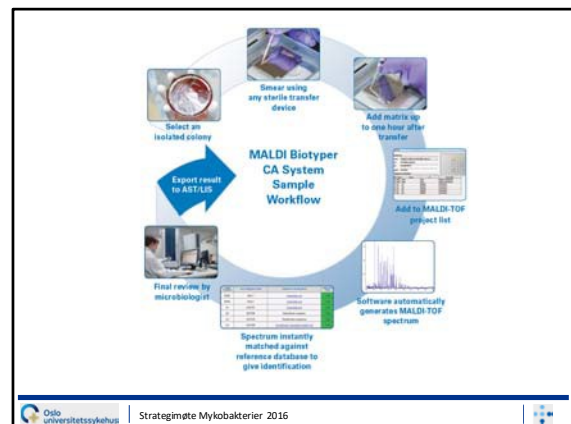 Select an
isolated colony
Smear using
any sterile transfer
device
Add matrix up
to one hour after
transfer
Add to MALDI-TOF
project list
Software automatically
generates MALDI-TOF
spectrum
Spectrum instantly
matched against
reference database to
give identification
Final review by
microbiologist
Export result
to AST/LIS
MALDI Biotyper
CA System
Sample
Workflow
Oslo
universitetssykehus
Strategimøte Mykobakterier 2016